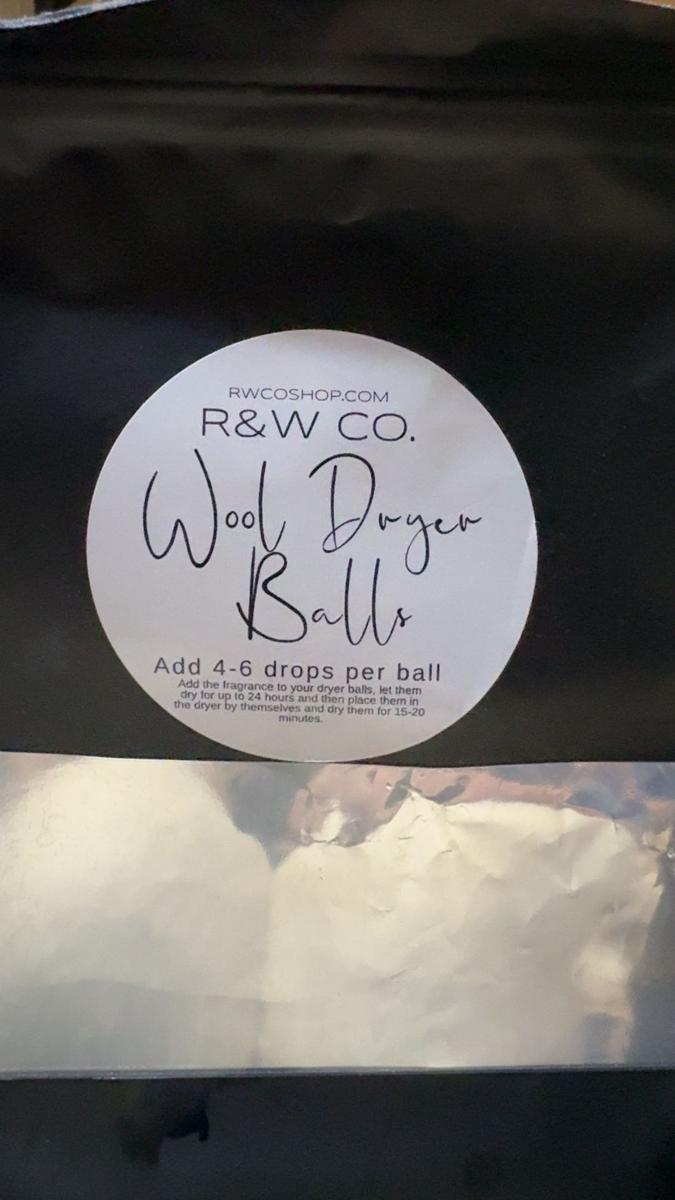 RWCOSHOP.COM
R&W CO.
Wool Dryer
Balls
Add 4-6 drops per ball
Add the fragrance to your dryer balls, let them
dry for up to 24 hours and then place them in
the dryer by themselves and dry them for 15-20
minutes.